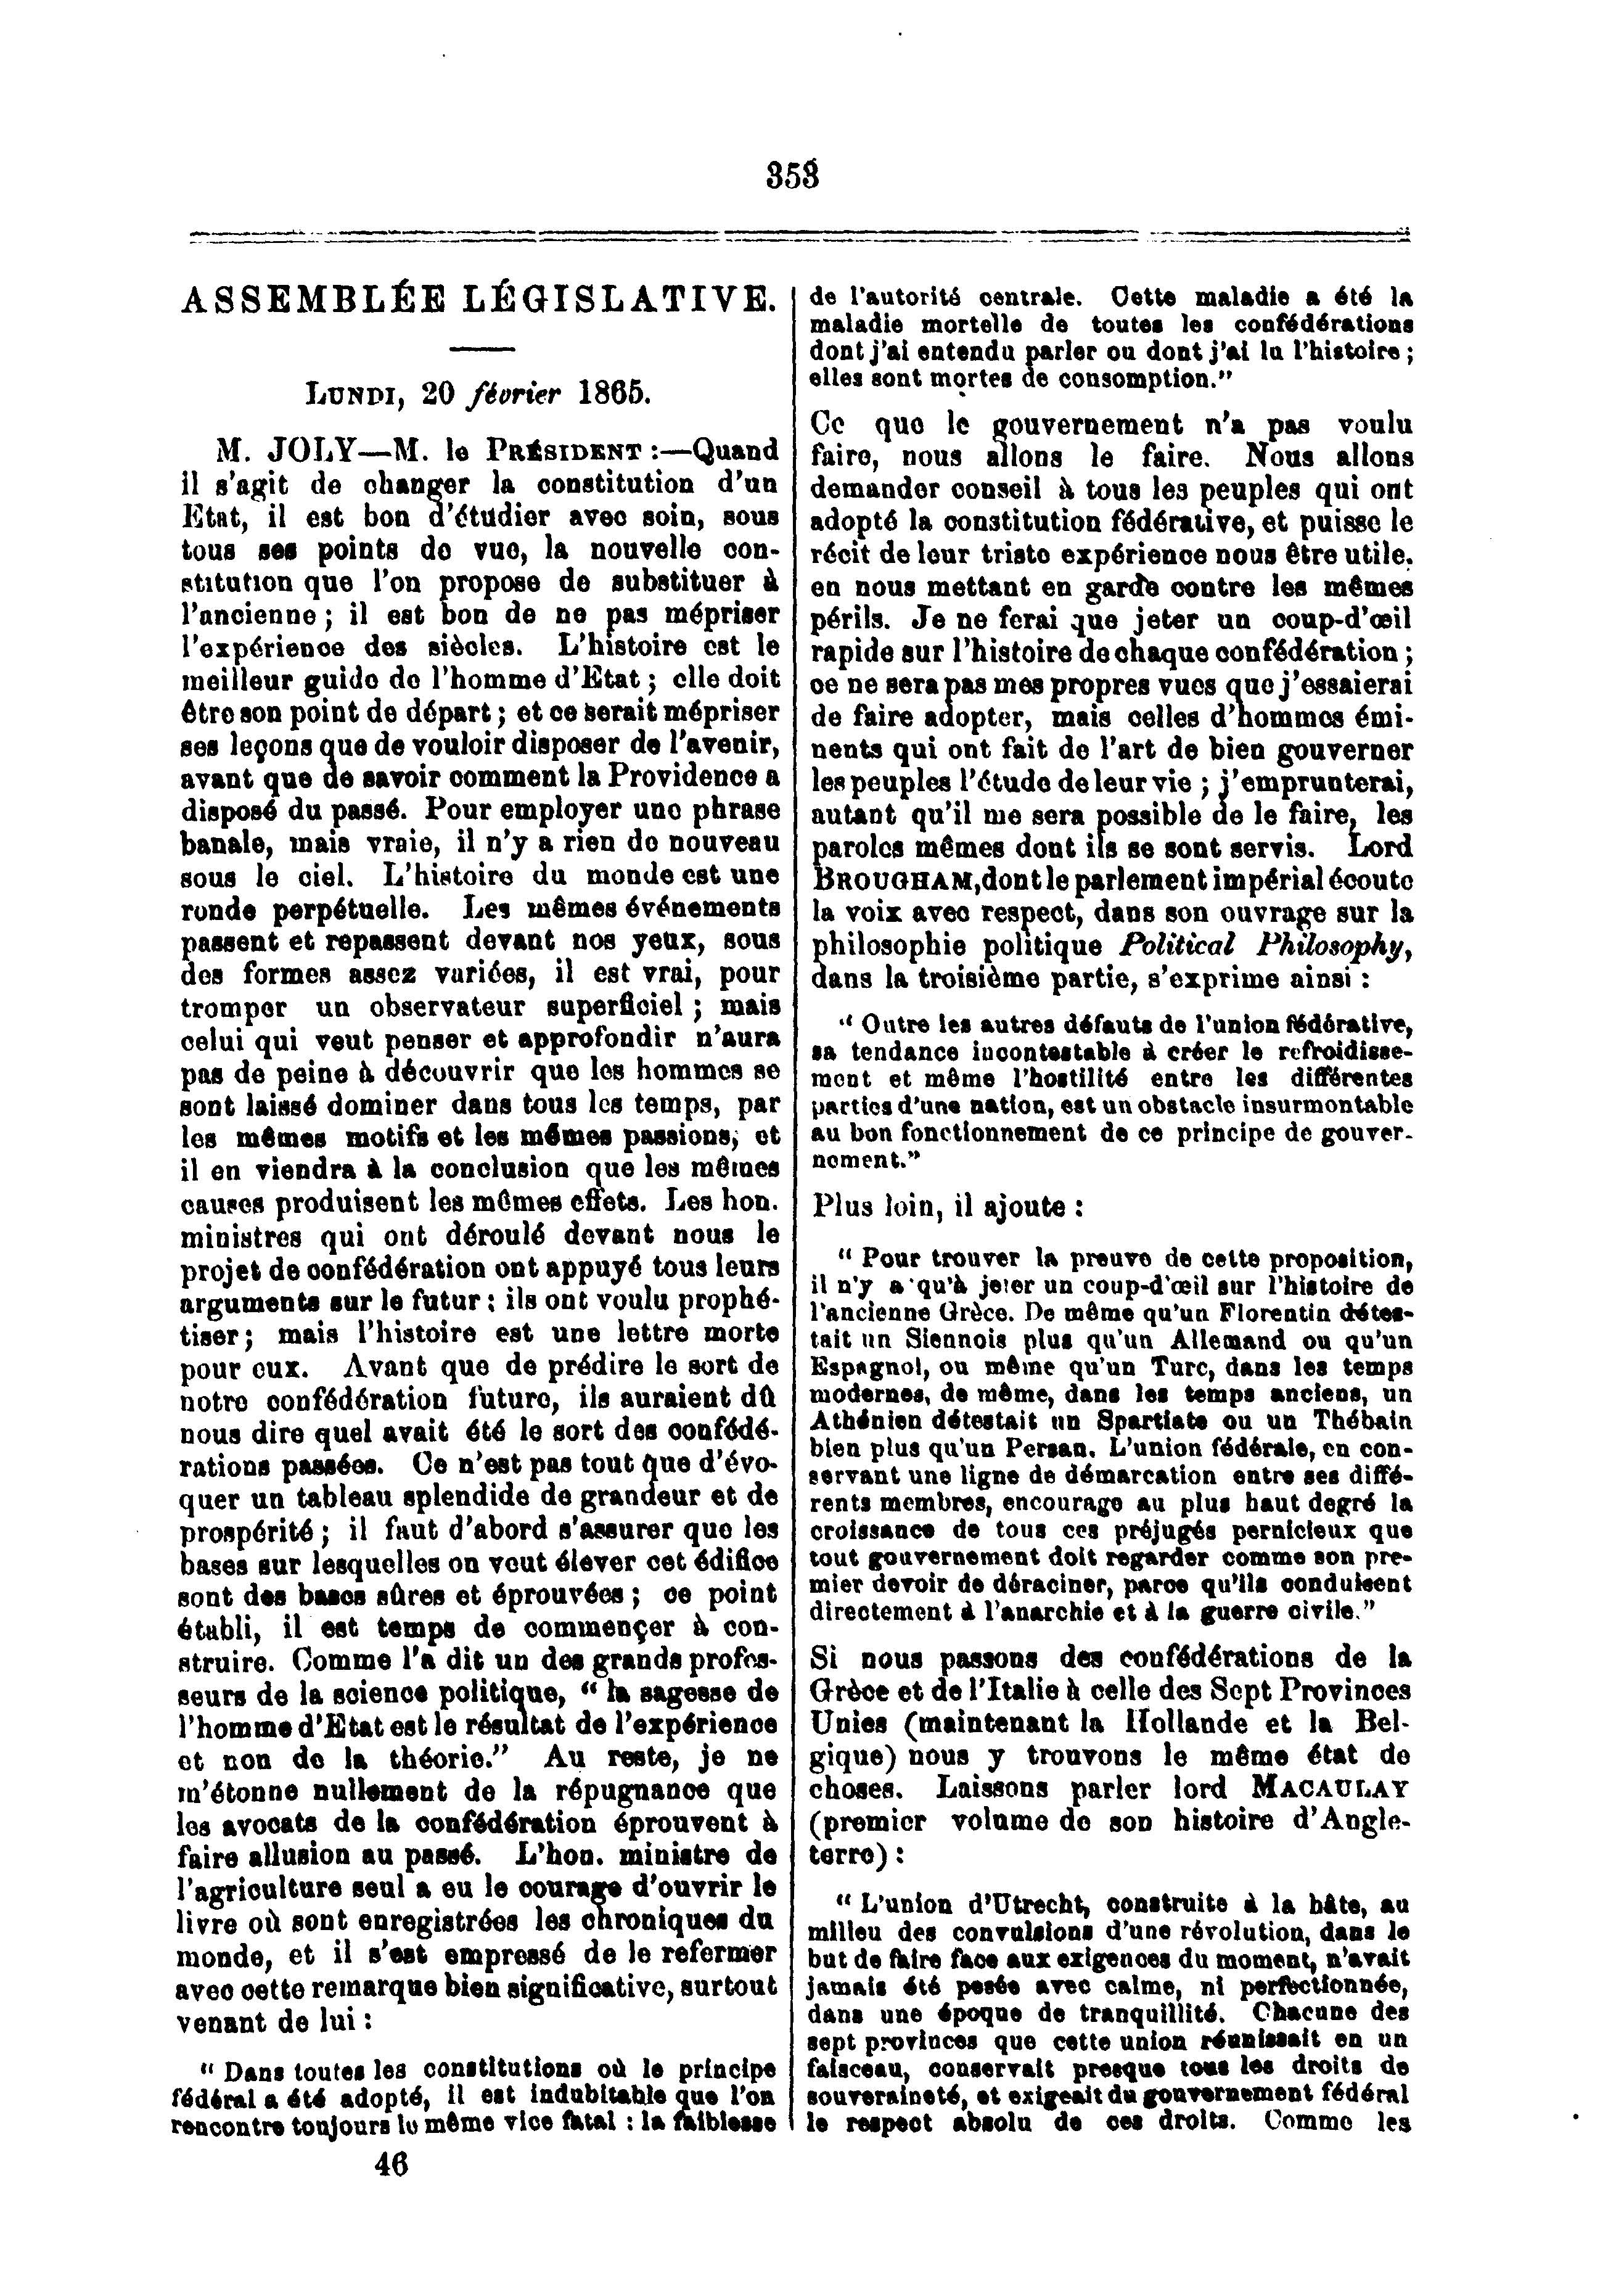 353
ASSEMBLÉE LÉGISLATIVE.
LUNDI, 20 février 1865.
M. JOLY—M. le PRÉSIDENT :—Quand
il s'agit de changer la constitution d'un
Etat, il est bon d'étudier avec soin, sous
tous ses points de vue, la nouvelle con-
stitution que l'on propose de substituer à
l'ancienne ; il est bon de ne pas mépriser
l'expérience des siècles. L'histoire est le
meilleur guide de l'homme d'Etat ; elle doit
être son point de départ ; et ce serait mépriser
ses leçons que de vouloir disposer de l'avenir,
avant que de savoir comment la Providence a
disposé du passé. Pour employer une phrase
banale, mais vraie, il n'y a rien de nouveau
sous le ciel. L'histoire du monde est une
ronde perpétuelle. Les mêmes événements
passent et repassent devant nos yeux, sous
des formes assez variées, il est vrai, pour
tromper un observateur superficiel ; mais
celui qui veut penser et approfondir n'aura
pas de peine à découvrir que les hommes se
sont laissé dominer dans tous les temps, par
les mêmes motifs et les mêmes passions, et
il en viendra à la conclusion que les mêmes
causes produisent les mêmes effets. Les hon.
ministres qui ont déroulé devant nous le
projet de confédération ont appuyé tous leurs
arguments sur le futur : ils ont voulu prophé-
tiser ; mais l'histoire est une lettre morte
pour eux. Avant que de prédire le sort de
notre confédération future, ils auraient dû
nous dire quel avait été le sort des confédé-
rations passées. Ce n'est pas tout que d'évo-
quer un tableau splendide de grandeur et de
prospérité ; il faut d'abord s'assurer que les
bases sur lesquelles on veut élever cet édifice
sont des bases sûres et éprouvées ; ce point
établi, il est temps de commençer à con-
struire. Comme l'a dit un des grands profes-
seurs de la science politique, " la sagesse de
l'homme d'Etat est le résultat de l'expérience
et non de la théorie." Au reste, je ne
m'étonne nullement de la répugnance que
les avocats de la confédération éprouvent à
faire allusion au passé. L'hon. ministre de
l'agriculture seul a eu le courage d'ouvrir le
livre où sont enregistrées les chroniques du
monde, et il s'est empressé de le refermer
avec cette remarque bien significative, surtout
venant de lui :
" Dans toutes les constitutions où le principe
fédéral a été adopté, il est indubitable que l'on
rencontre toujours le même vice fatal : la faiblesse
46
de l'autorité centrale. Cette maladie a été la
maladie mortelle de toutes les confédérations
dont j'ai entendu parler ou dont j'ai lu l'histoire ;
elles sont mortes de consomption."
Ce que le gouvernement n'a pas voulu
faire, nous allons le faire. Nous allons
demander conseil à tous les peuples qui ont
adopté la constitution fédérative, et puisse le
récit de leur triste expérience nous être utile,
en nous mettant en garde contre les mêmes
périls. Je ne ferai que jeter un coup-d'œil
rapide sur l'histoire de chaque confédération ;
ce ne sera pas mes propres vues que j'essaierai
de faire adopter, mais celles d'hommes émi-
nents qui ont fait de l'art de bien gouverner
les peuples l'étude de leur vie ; j'emprunterai,
autant qu'il me sera possible de le faire, les
paroles mêmes dont ils se sont servis. Lord
BROUGHAM, dont le parlement impérial écoute
la voix avec respect, dans son ouvrage sur la
philosophie politique Political Philosophy,
dans la troisième partie, s'exprime ainsi :
" Outre les autres défauts de l'union fédérative,
sa tendance incontestable à créer le refroidisse-
ment et même l'hostilité entre les différentes
parties d'une nation, est un obstacle insurmontable
au bon fonctionnement de ce principe de gouver-
nement."
Plus loin, il ajoute :
" Pour trouver la preuve de cette proposition,
il n'y a qu'à jeter un coup-d'œil sur l'histoire de
l'ancienne Grèce. De même qu'un Florentin détes-
tait un Siennois plus qu'un Allemand ou qu'un
Espagnol, ou même qu'un Turc, dans les temps
modernes, de même, dans les temps anciens, un
Athénien détestait un Spartiate ou un Thébain
bien plus qu'un Persan. L'union fédérale, en con-
servant une ligne de démarcation entre ses diffé-
rents membres, encourage au plus haut degré la
croissance de tous ces préjugés pernicieux que
tout gouvernement doit regarder comme son pre-
mier devoir de déraciner, parce qu'ils conduisent
directement à l'anarchie et à la guerre civile."
Si nous passons des confédérations de la
Grèce et de l'Italie à celle des Sept Provinces
Unies (maintenant la Hollande et la Bel-
gique) nous y trouvons le même état de
choses. Laissons parler lord MACAULAY
(premier volume de son histoire d'Angle-
terre) :
" L'union d'Utrecht, construite à la hâte, au
milieu des convulsions d'une révolution, dans le
but de faire face aux exigences du moment, n'avait
jamais été pesée avec calme, ni perfectionnée,
dans une époque de tranquillité. Chacune des
sept provinces que cette union réunissait en un
faisceau, conservait presque tous les droits de
souveraineté, et exigeait du gouvernement fédéral
le respect absolu de ces droits. Comme les